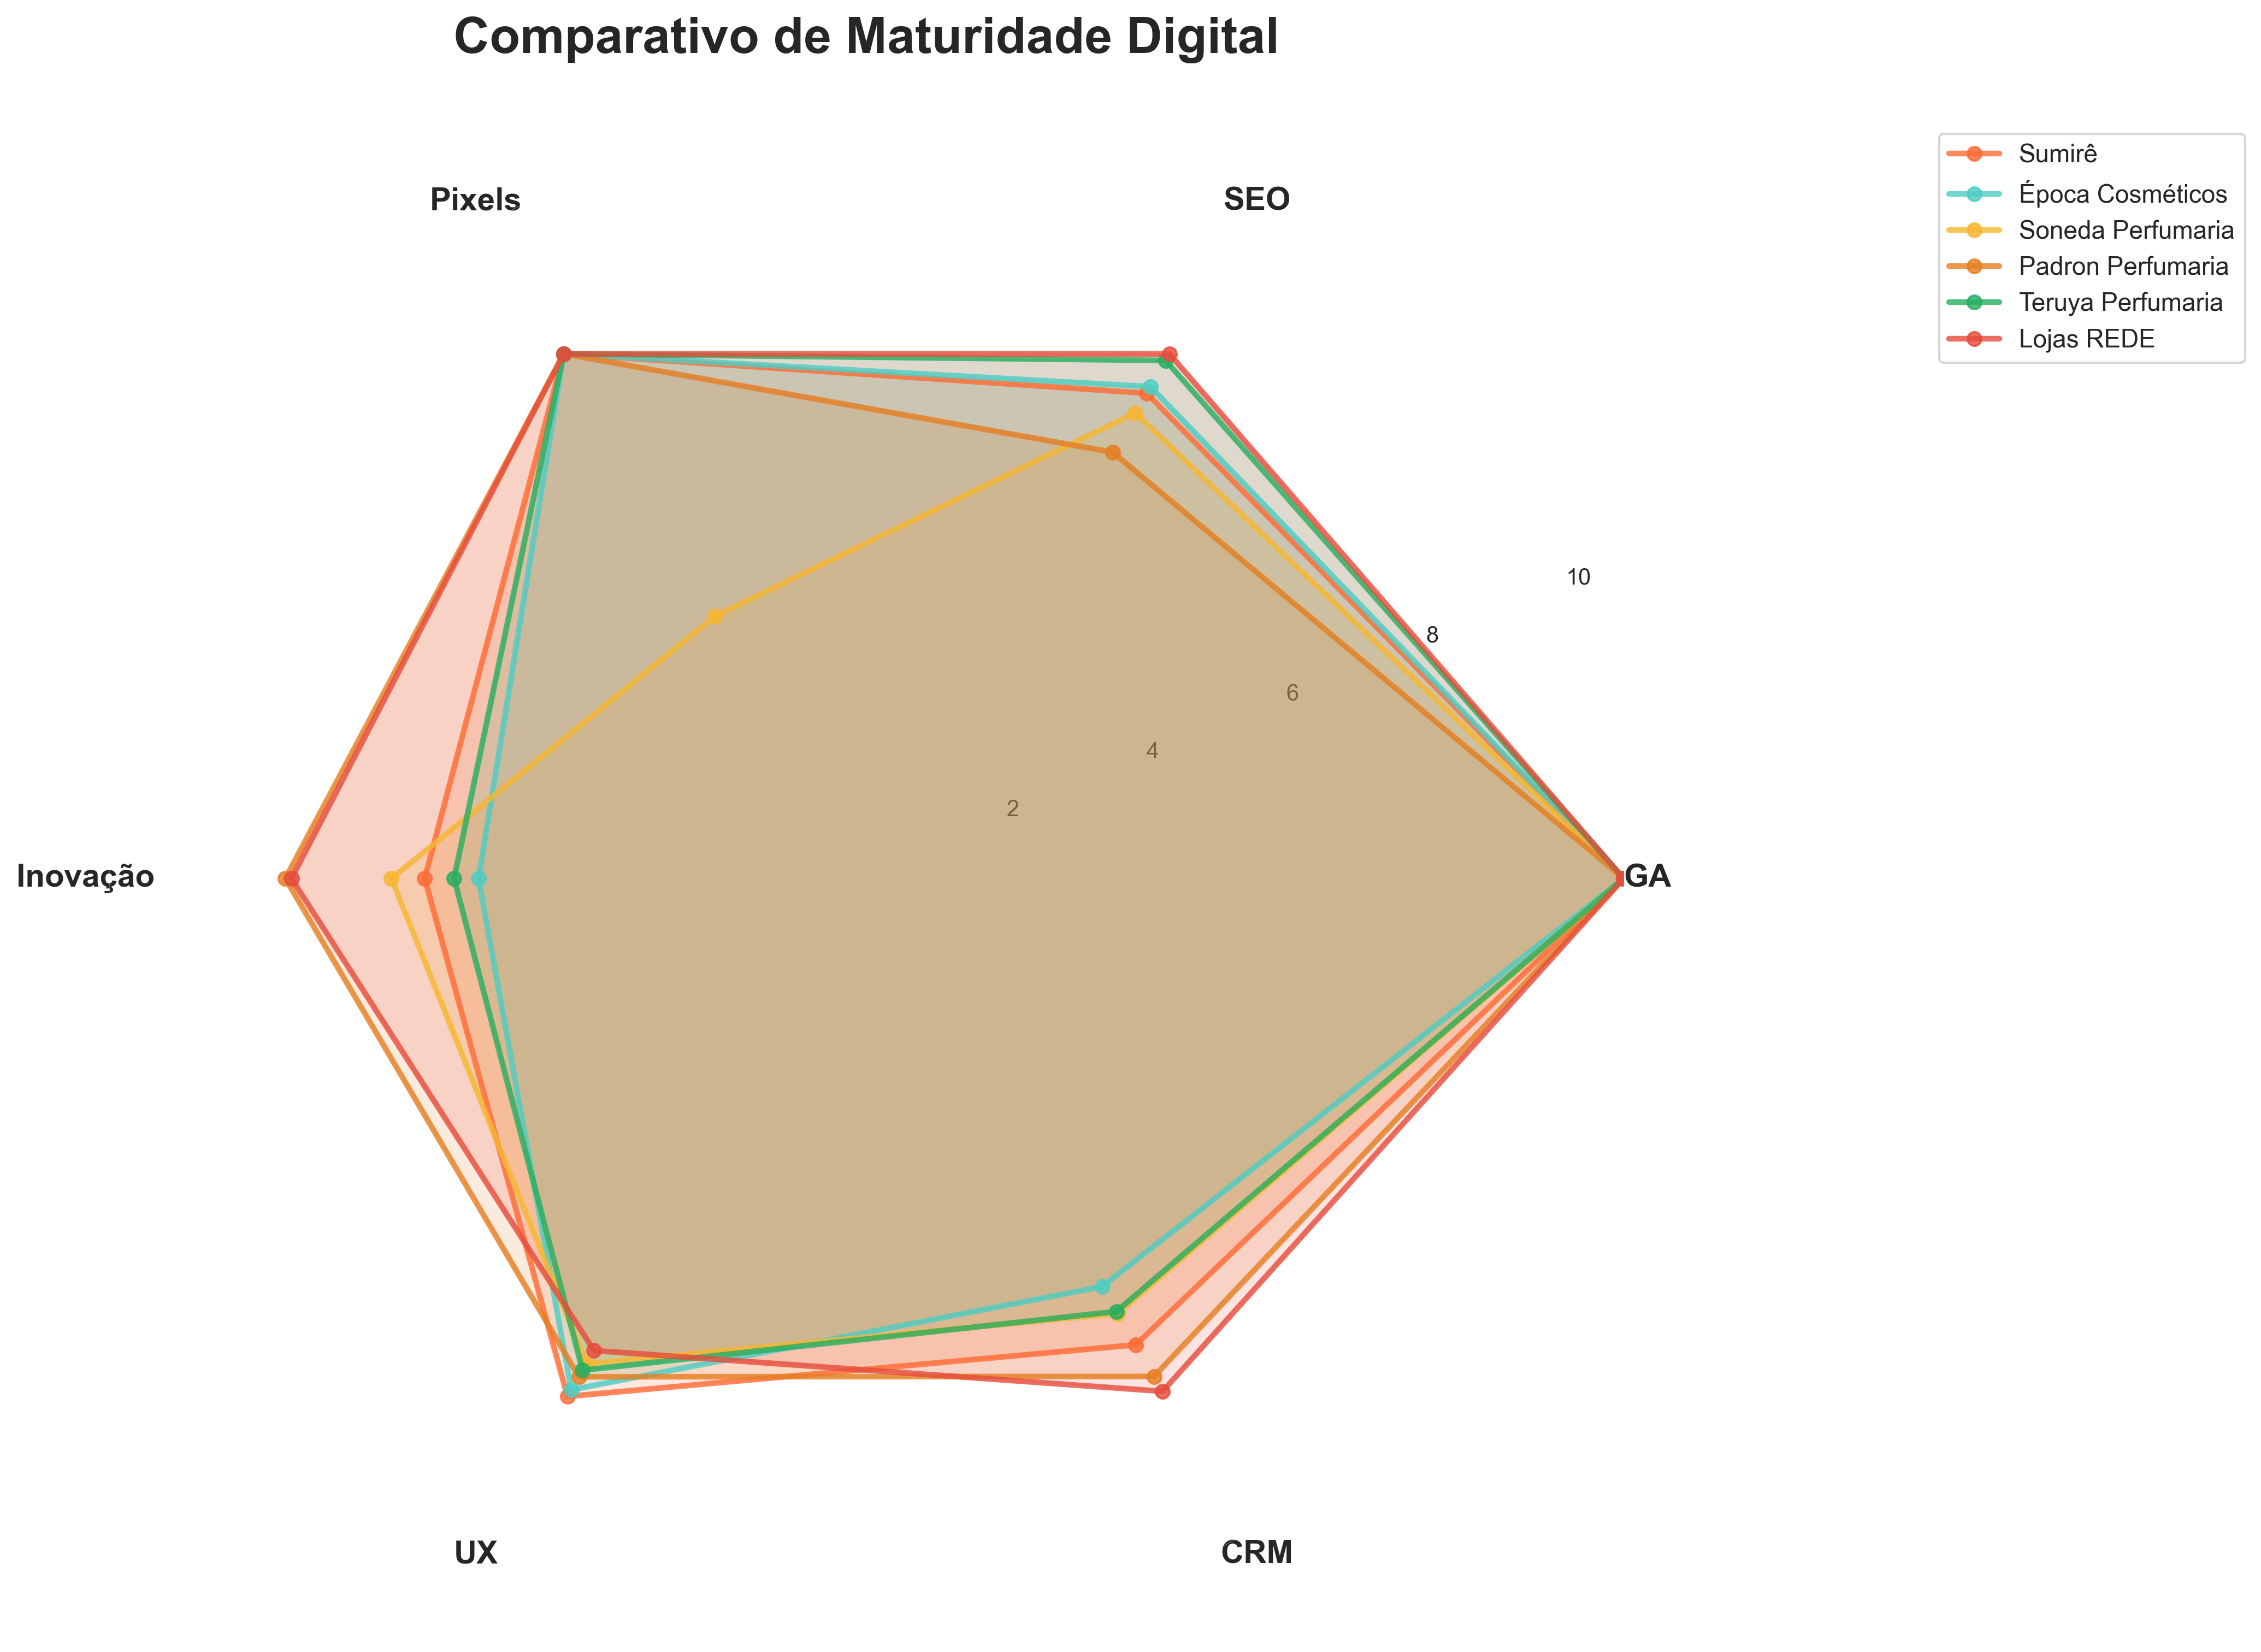 Comparativo de Maturidade Digital
Pixels
SEO
Sumirê
Época Cosméticos
Soneda Perfumaria
Padron Perfumaria
Teruya Perfumaria
Lojas REDE
10
8
6
4
2
Inovação
GA
UX
CRM